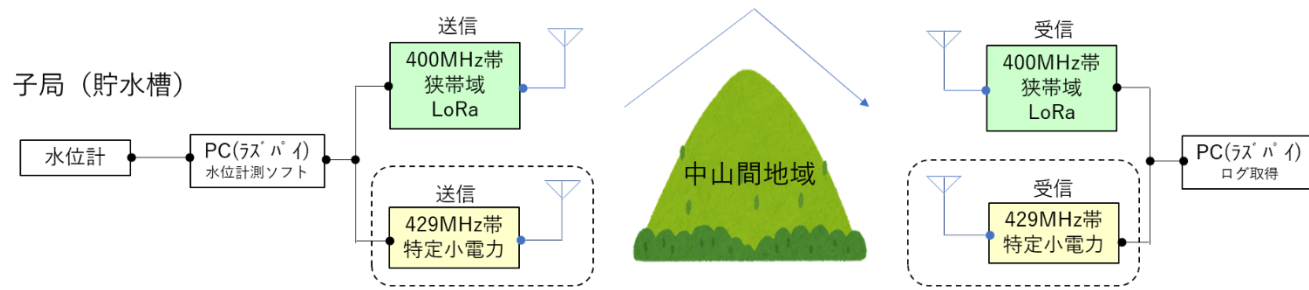 子局（貯水槽）
水位計
PC(ﾗｽﾞﾊﾟｲ)
水位計測ソフト
送信
400MHz帯
狭帯域
LoRa
送信
429MHz帯
特定小電力
中山間地域
受信
400MHz帯
狭帯域
LoRa
受信
429MHz帯
特定小電力
PC(ﾗｽﾞﾊﾟｲ)
ログ取得